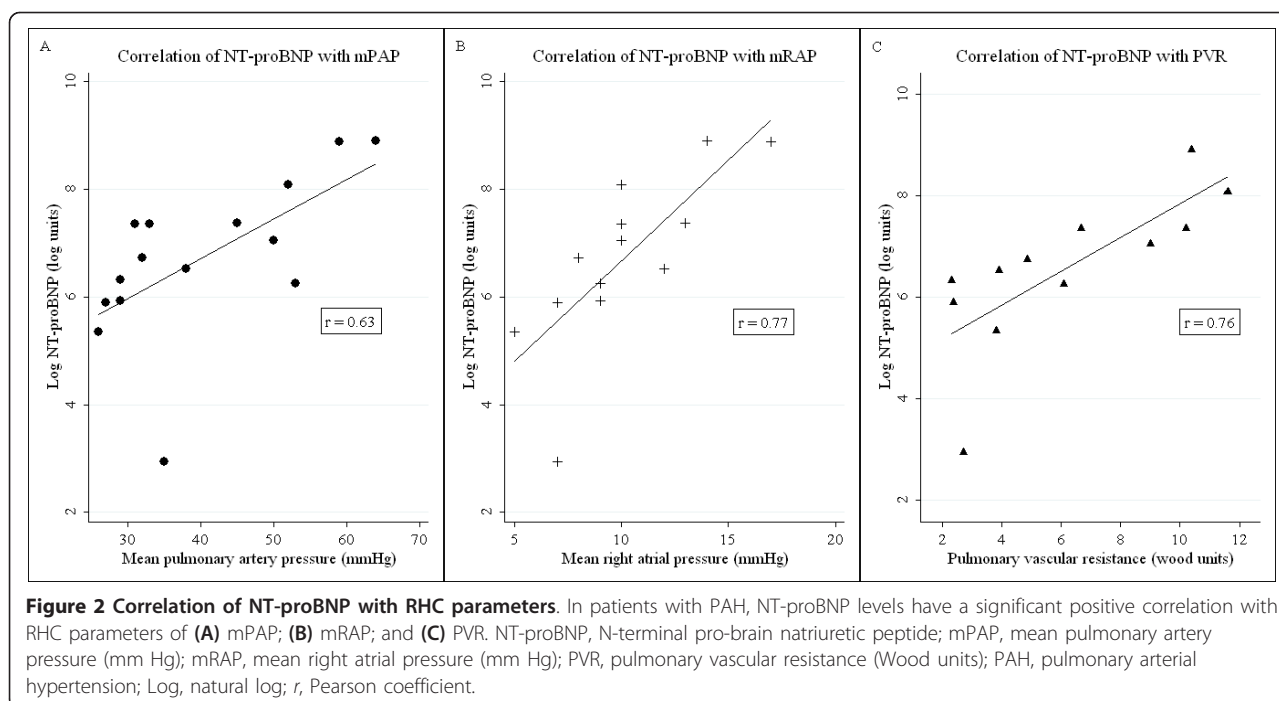 A
Correlation of NT-proBNP with mPAP
Log NT-proBNP (log units)
10
8
6
4
2
r = 0.63
30
40
50
60
70
Mean pulmonary artery pressure (mmHg)
B
Correlation of NT-proBNP with mRAP
Log NT-proBNP (log units)
10
8
6
4
2
r = 0.77
5
10
15
20
Mean right atrial pressure (mmHg)
C
Correlation of NT-proBNP with PVR
Log NT-proBNP (log units)
10
8
6
4
2
r = 0.76
2
4
6
8
10
12
Pulmonary vascular resistance (wood units)
Figure 2 Correlation of NT-proBNP with RHC parameters. In patients with PAH, NT-proBNP levels have a significant positive correlation with
RHC parameters of (A) mPAP; (B) mRAP; and (C) PVR. NT-proBNP, N-terminal pro-brain natriuretic peptide; mPAP, mean pulmonary artery
pressure (mm Hg); mRAP, mean right atrial pressure (mm Hg); PVR, pulmonary vascular resistance (Wood units); PAH, pulmonary arterial
hypertension; Log, natural log; r, Pearson coefficient.